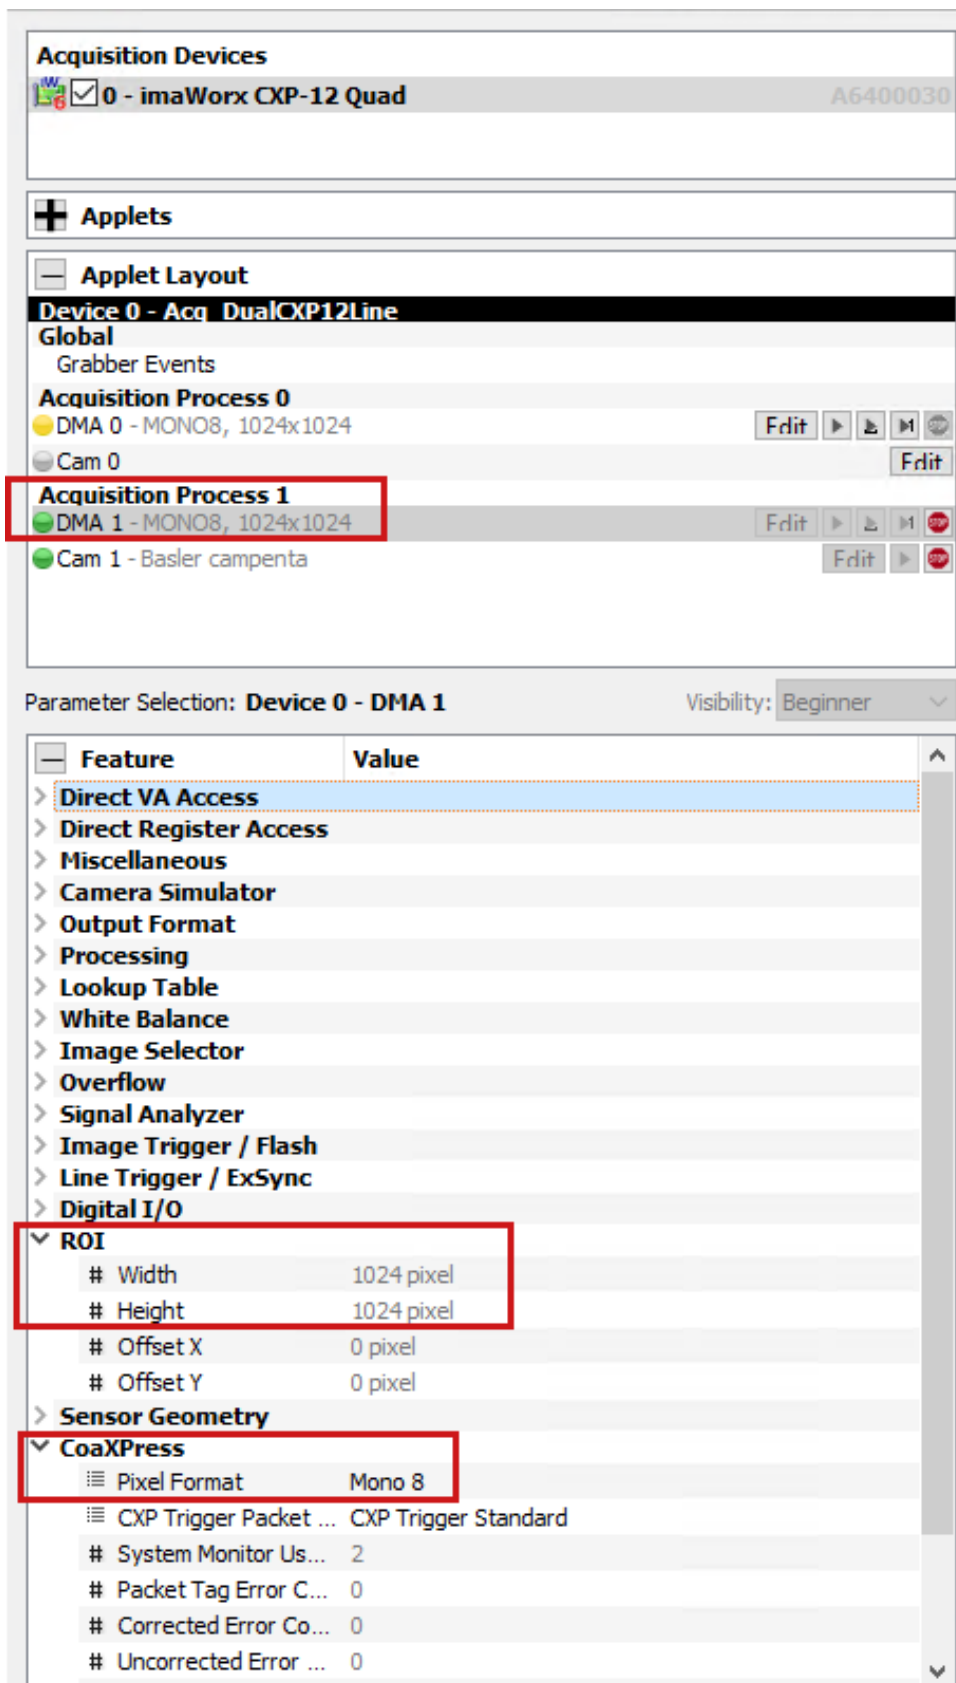 Acquisition Devices
0 - imaWorx CXP-12 Quad A6400030
Applets
Applet Layout
Device 0 - Acq_DualCXP12Line
Global
Grabber Events
Acquisition Process 0
DMA 0 - MONO8, 1024x1024 Edit
Cam 0 Edit
Acquisition Process 1
DMA 1 - MONO8, 1024x1024 Edit STOP
Cam 1 - Basler campenta Edit STOP
Parameter Selection: Device 0 - DMA 1 Visibility: Beginner
Feature Value
Direct VA Access
Direct Register Access
Miscellaneous
Camera Simulator
Output Format
Processing
Lookup Table
White Balance
Image Selector
Overflow
Signal Analyzer
Image Trigger / Flash
Line Trigger / ExSync
Digital I/O
ROI
# Width 1024 pixel
# Height 1024 pixel
# Offset X 0 pixel
# Offset Y 0 pixel
Sensor Geometry
CoaXPress
Pixel Format Mono 8
CXP Trigger Packet ... CXP Trigger Standard
# System Monitor Us... 2
# Packet Tag Error C... 0
# Corrected Error Co... 0
# Uncorrected Error ... 0